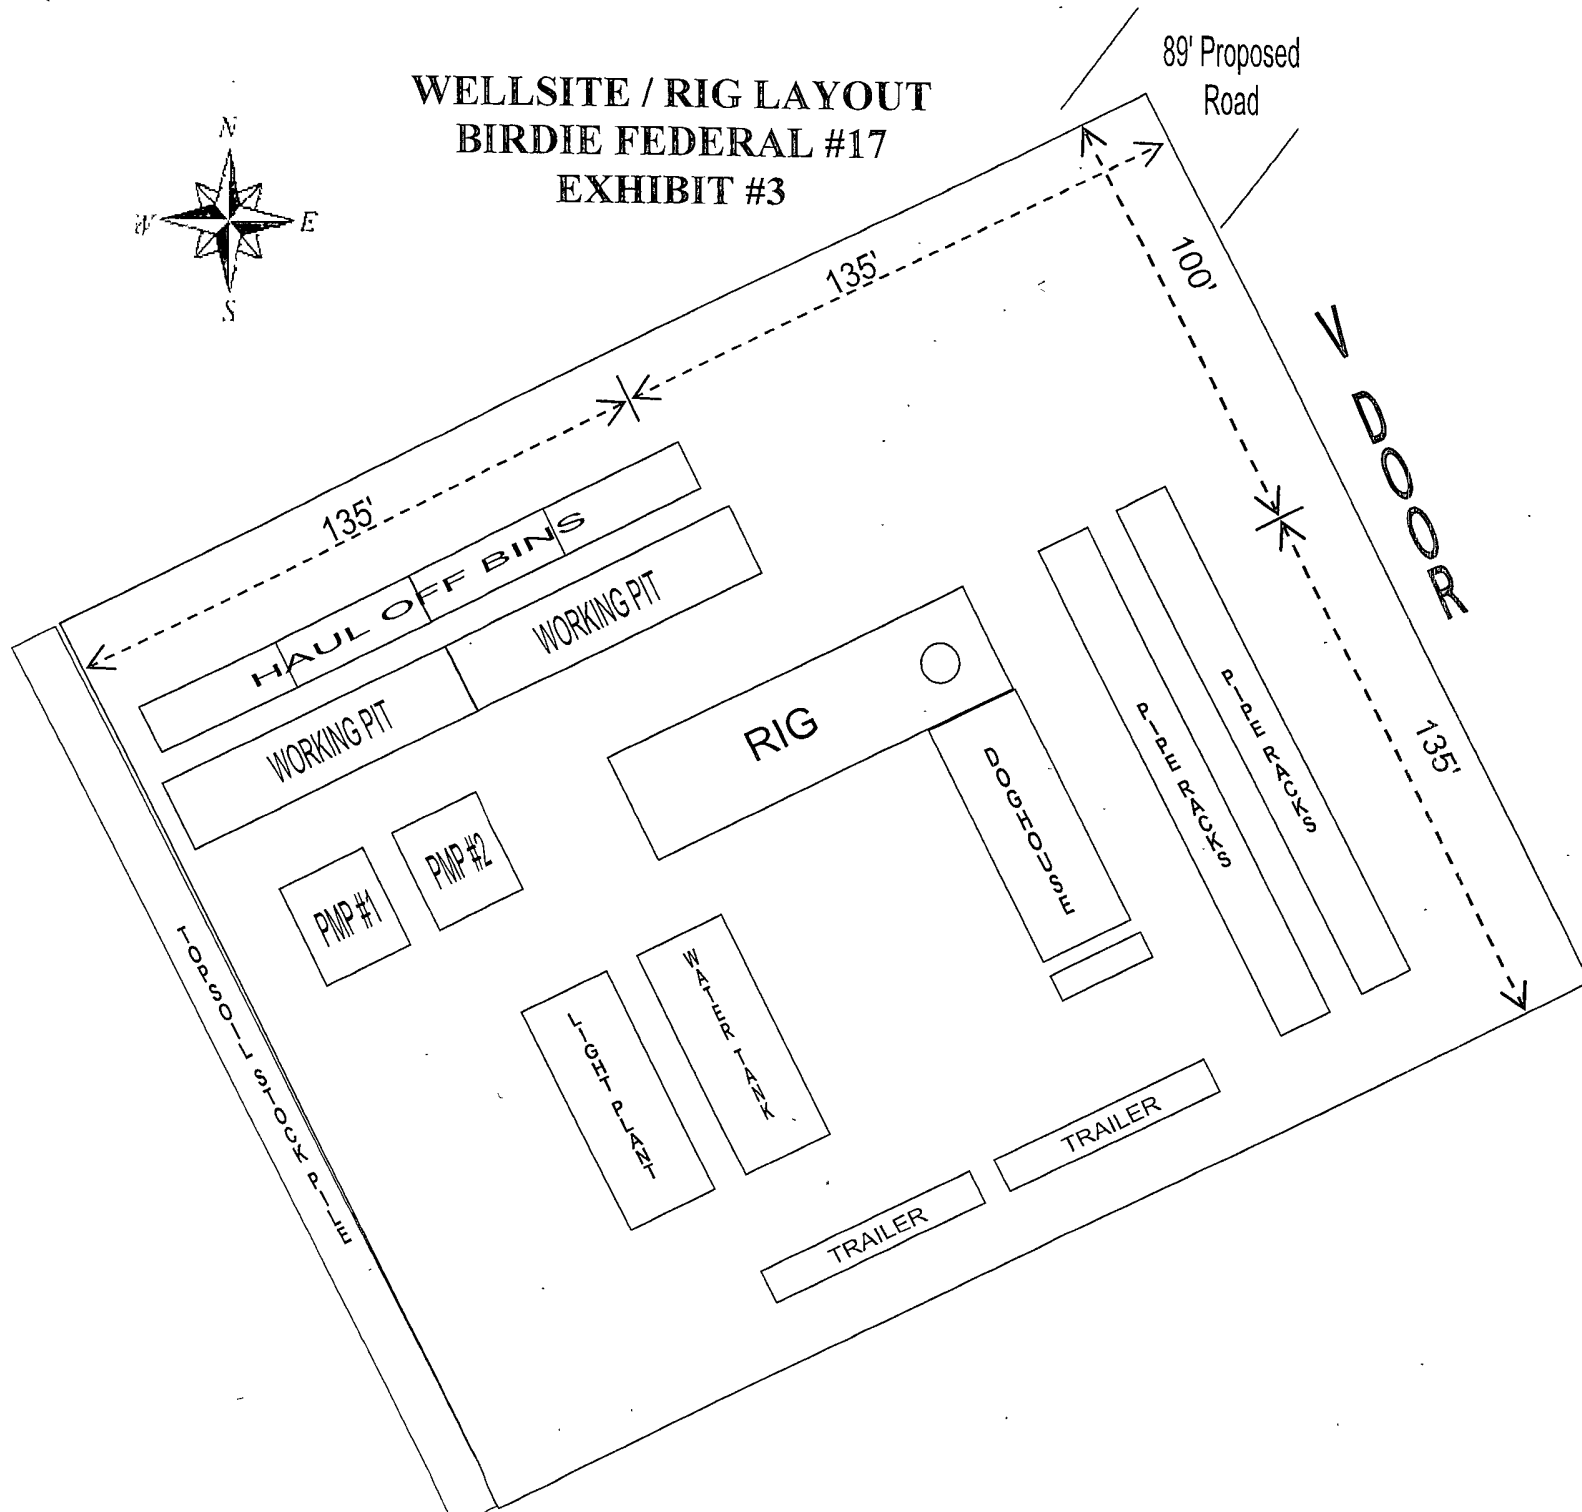 WELLSITE / RIG LAYOUT
BIRDIE FEDERAL #17
EXHIBIT #3
89' Proposed
Road
N
W
E
S
135'
100'
V DOOR
135'
HAUL OFF BINS
WORKING PIT
WORKING PIT
RIG
PIPE RACKS
PIPE RACKS
135'
DOGHOUSE
PMP #2
PMP #1
TOPSOIL STOCK PILE
WATER TANK
LIGHT PLANT
TRAILER
TRAILER